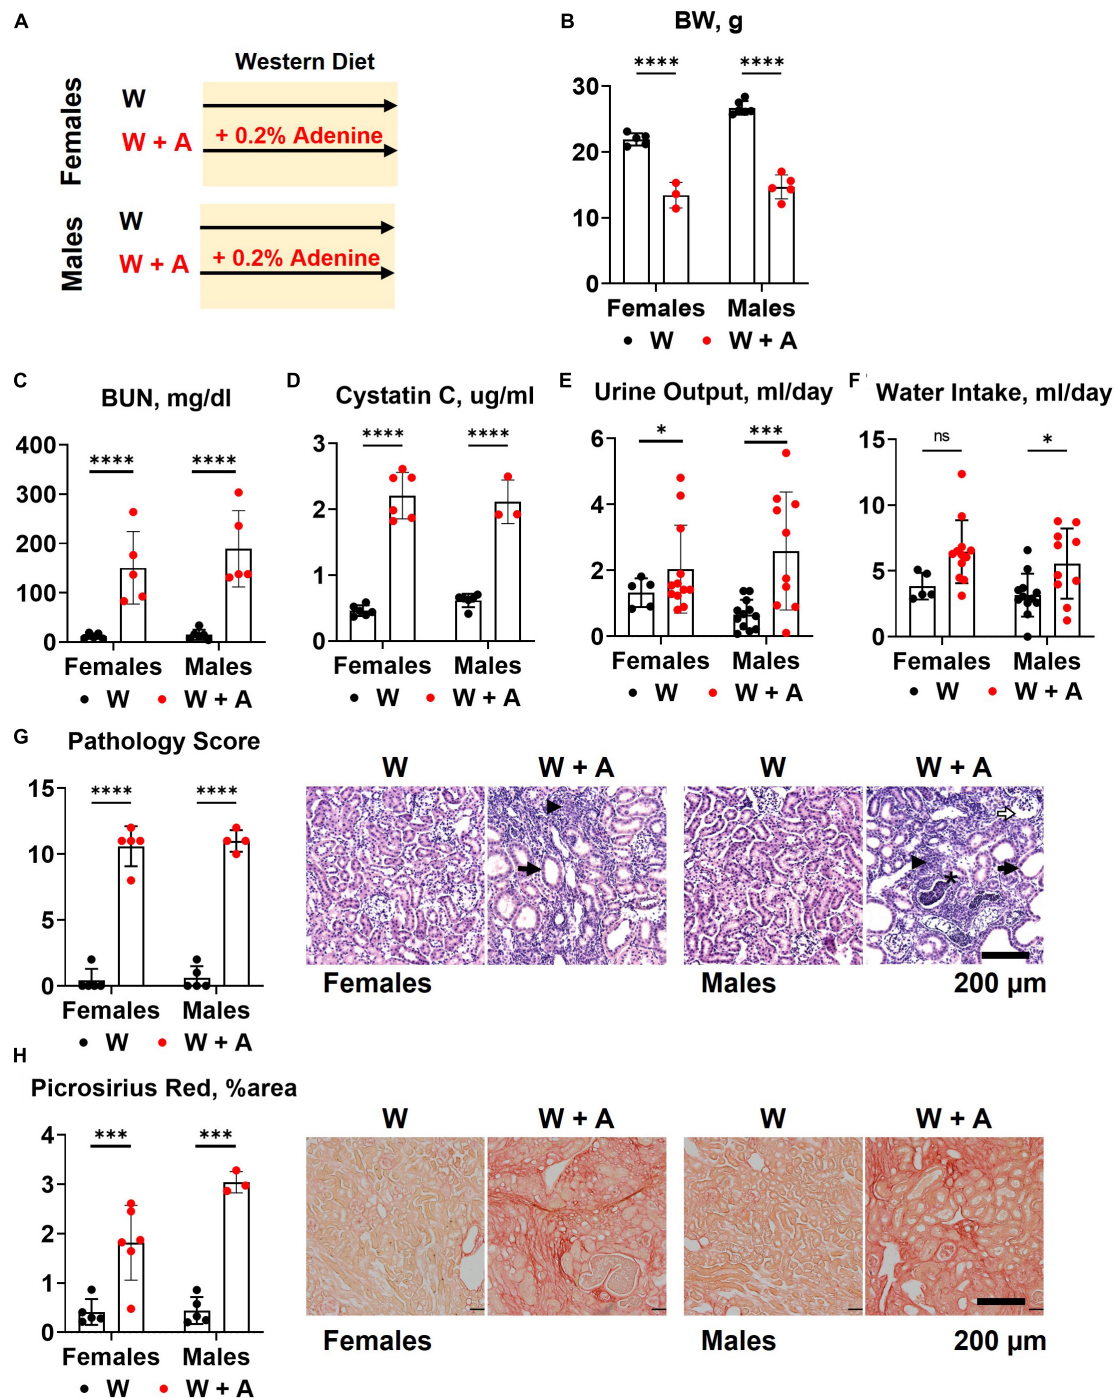 A
Western Diet
Females
W
W + A
+ 0.2% Adenine
Males
W
W + A
+ 0.2% Adenine
B
BW, g
**** ****
30
20
10
0
Females Males
W W + A
C
BUN, mg/dl
**** ****
400
300
200
100
0
Females Males
W W + A
D
Cystatin C, ug/ml
**** ****
3
2
1
0
Females Males
W W + A
E
Urine Output, ml/day
* ***
6
4
2
0
Females Males
W W + A
F
Water Intake, ml/day
ns *
15
10
5
0
Females Males
W W + A
G
Pathology Score
**** ****
15
10
5
0
Females Males
W W + A
W W + A W W + A
*
Females Males 200 μm
H
Picrosirius Red, %area
*** ***
4
3
2
1
0
Females Males
W W + A
W W + A W W + A
Females Males 200 μm